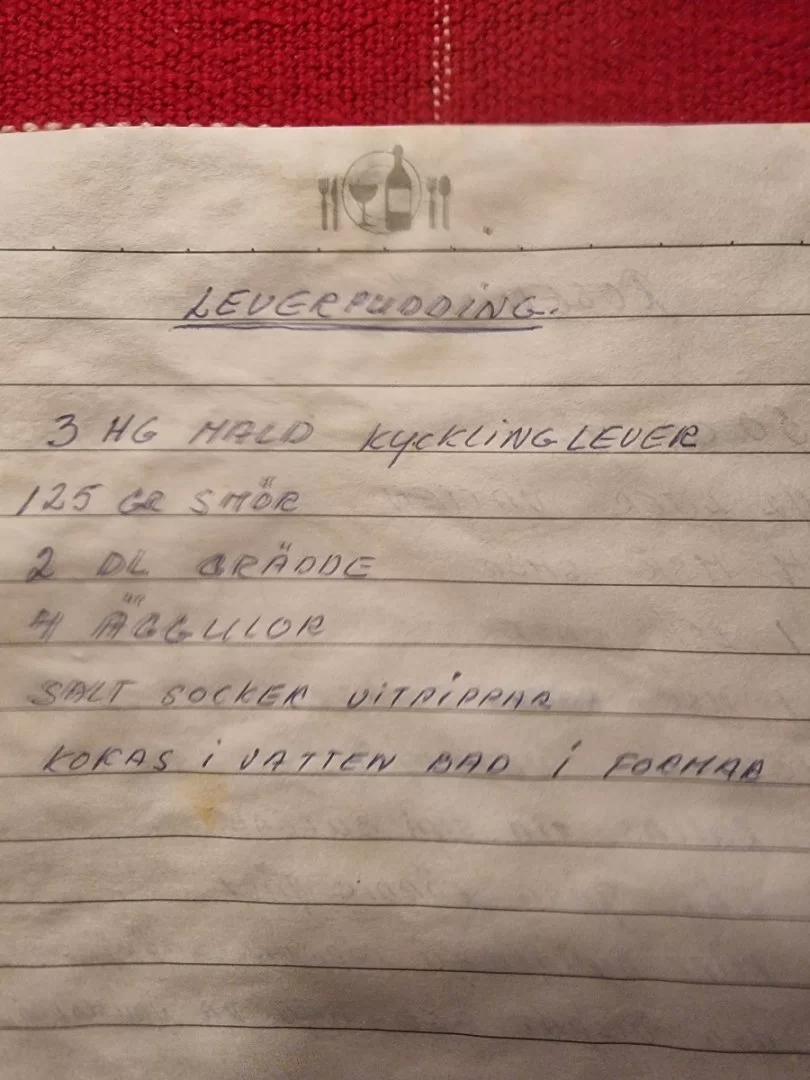 LEVERPUDDING.
3 HG MALD KYCKLINGLEVER
125 GR SMÖR
2 DL GRÄDDE
4 ÄGGULOR
SALT SOCKER VITPIPPAR
KOKAS i VATTEN BAD i FORMAR